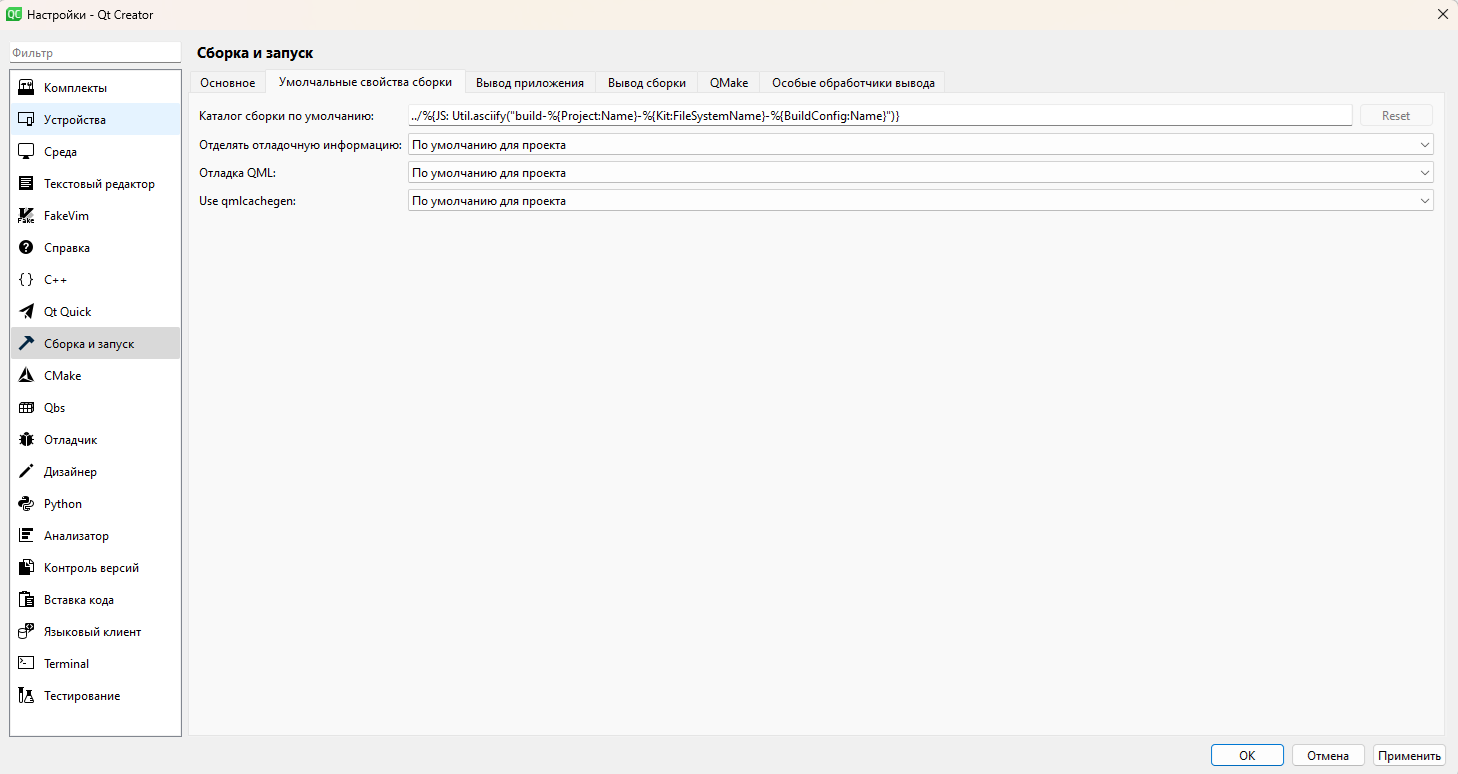 Настройки - Qt Creator
Фильтр
Комплекты
Устройства
Среда
Текстовый редактор
FakeVim
Справка
C++
Qt Quick
Сборка и запуск
CMake
Qbs
Отладчик
Дизайнер
Python
Анализатор
Контроль версий
Вставка кода
Языковый клиент
Terminal
Тестирование
Сборка и запуск
Основное Умолчальные свойства сборки Вывод приложения Вывод сборки QMake Особые обработчики вывода
Каталог сборки по умолчанию: ../%{JS: Util.asciify("build-%{Project:Name}-%{Kit:FileSystemName}-%{BuildConfig:Name}")} Reset
Отделять отладочную информацию: По умолчанию для проекта
Отладка QML: По умолчанию для проекта
Use qmlcachegen: По умолчанию для проекта
OK Отмена Применить